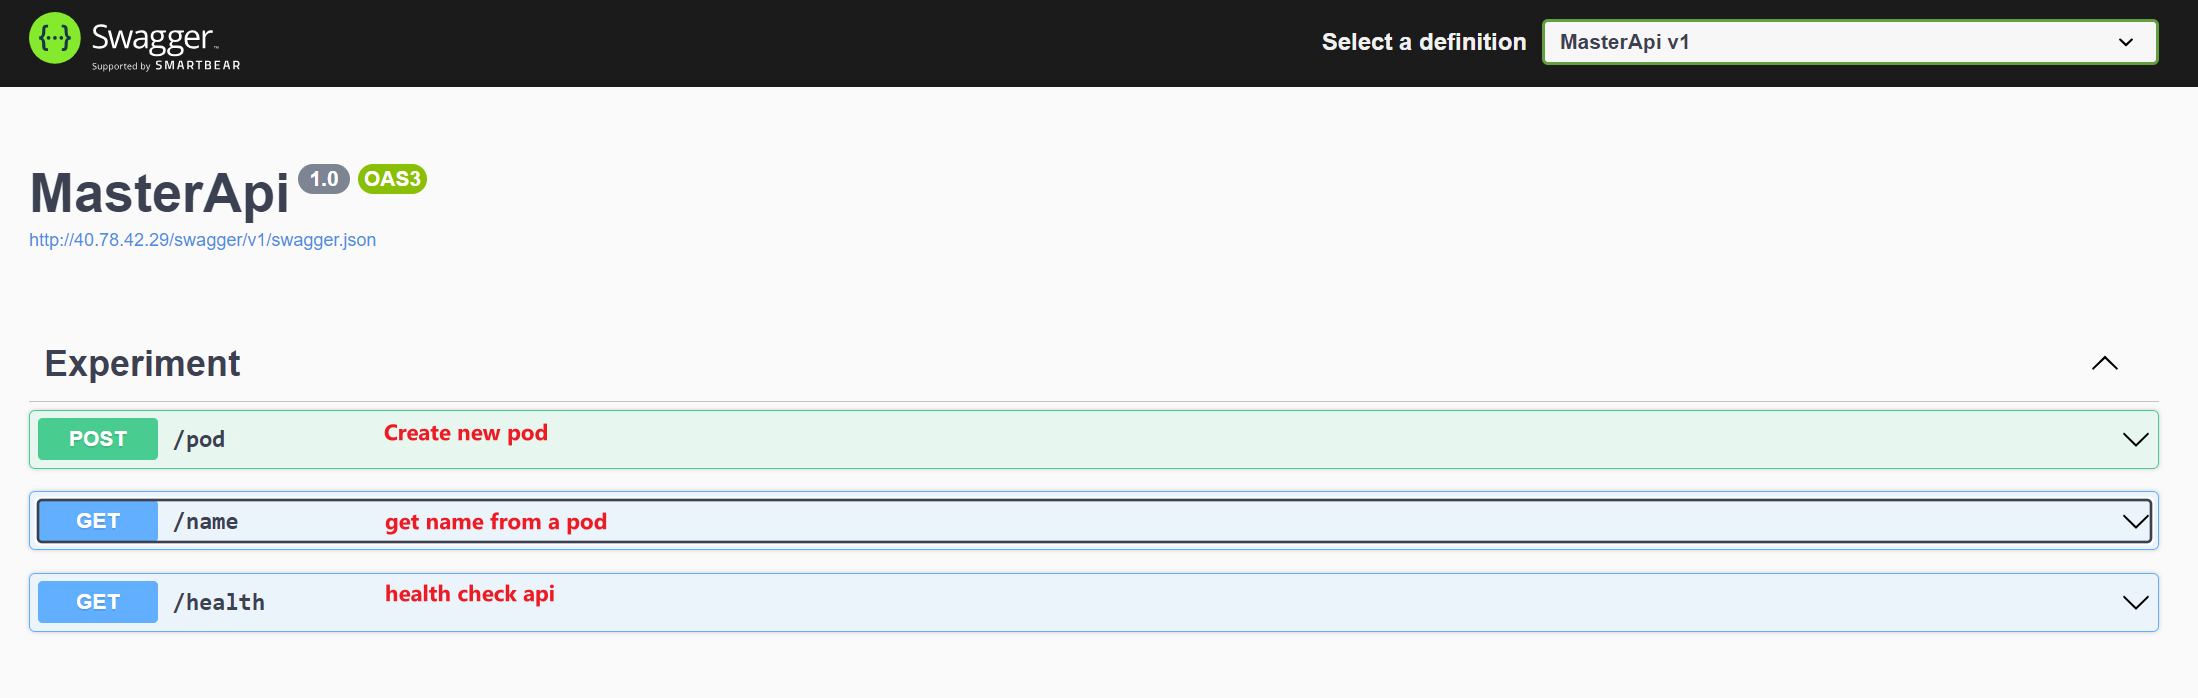 {···} Swagger™
Supported by SMARTBEAR
Select a definition
MasterApi v1
MasterApi 1.0 OAS3
http://40.78.42.29/swagger/v1/swagger.json
Experiment
POST /pod Create new pod
GET /name get name from a pod
GET /health health check api